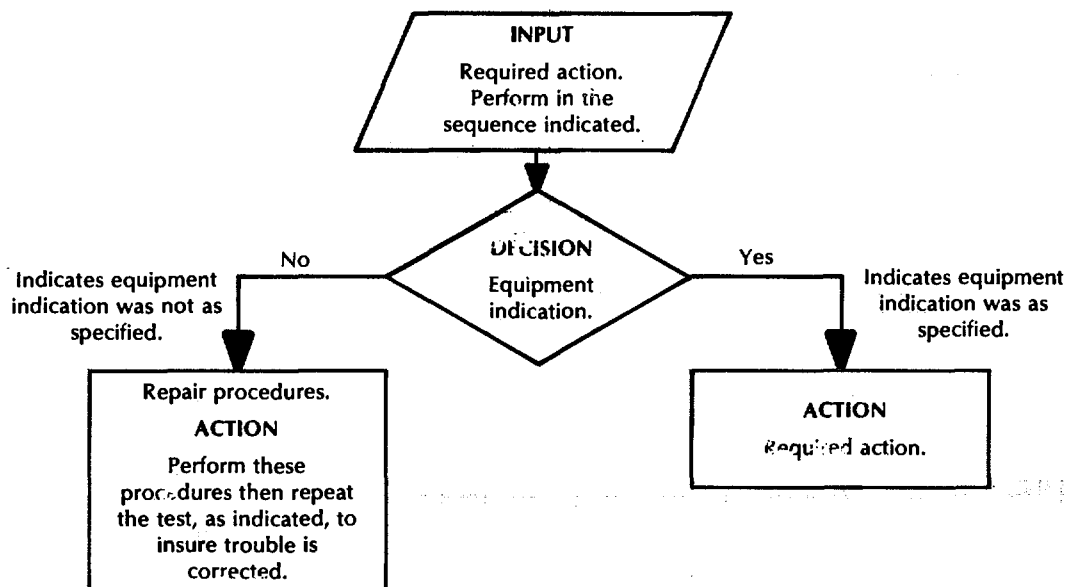 INPUT
Required action.
Perform in the
sequence indicated.
DECISION
Equipment
indication.
No
Yes
Indicates equipment
indication was not as
specified.
Indicates equipment
indication was as
specified.
Repair procedures.
ACTION
Perform these
procedures then repeat
the test, as indicated, to
insure trouble is
corrected.
ACTION
Required action.